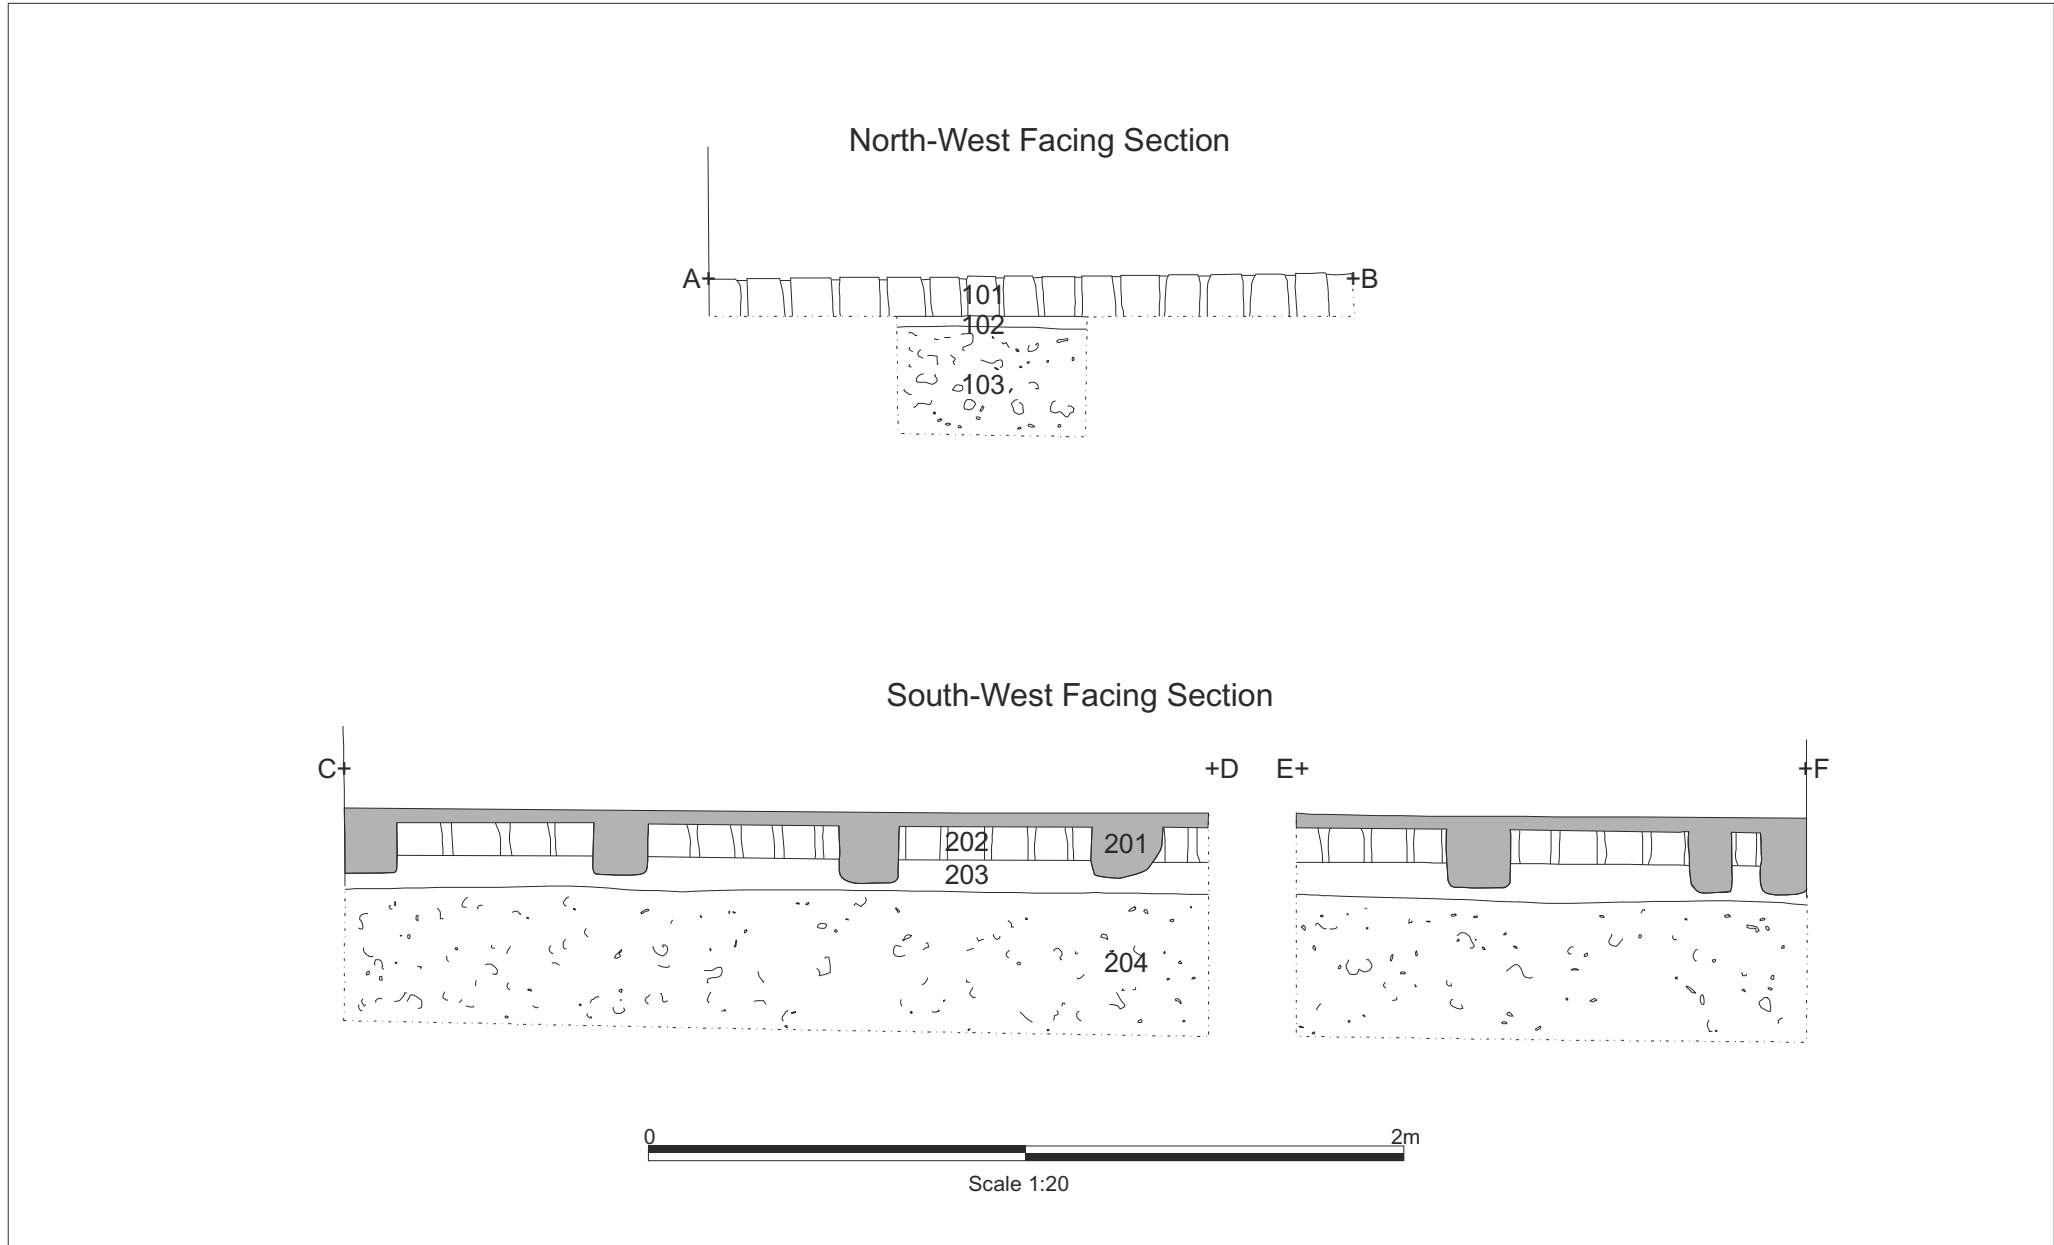 North-West Facing Section
A+ +B
101
102
103
South-West Facing Section
C+ +D E+ +F
202 201
203
204
0 2m
Scale 1:20